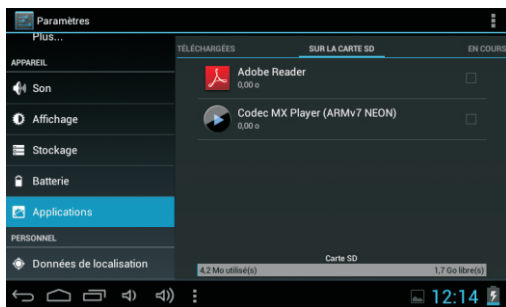 Paramètres
Plus...
APPAREIL
Son
Affichage
Stockage
Batterie
Applications
PERSONNEL
Données de localisation
TÉLÉCHARGÉES SUR LA CARTE SD EN COURS
Adobe Reader
0,00 o
Codec MX Player (ARMv7 NEON)
0,00 o
Carte SD
4,2 Mo utilisé(s) 1,7 Go libre(s)
12:14